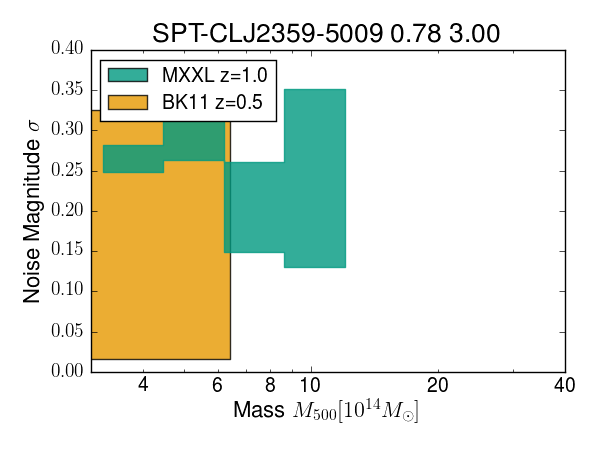 SPT-CLJ2359-5009 0.78 3.00
MXXL z=1.0
BK11 z=0.5
0.40
0.35
0.30
0.25
0.20
0.15
0.10
0.05
0.00
Noise Magnitude σ
4 6 8 10 20 40
Mass M₅₀₀[10¹⁴M☉]